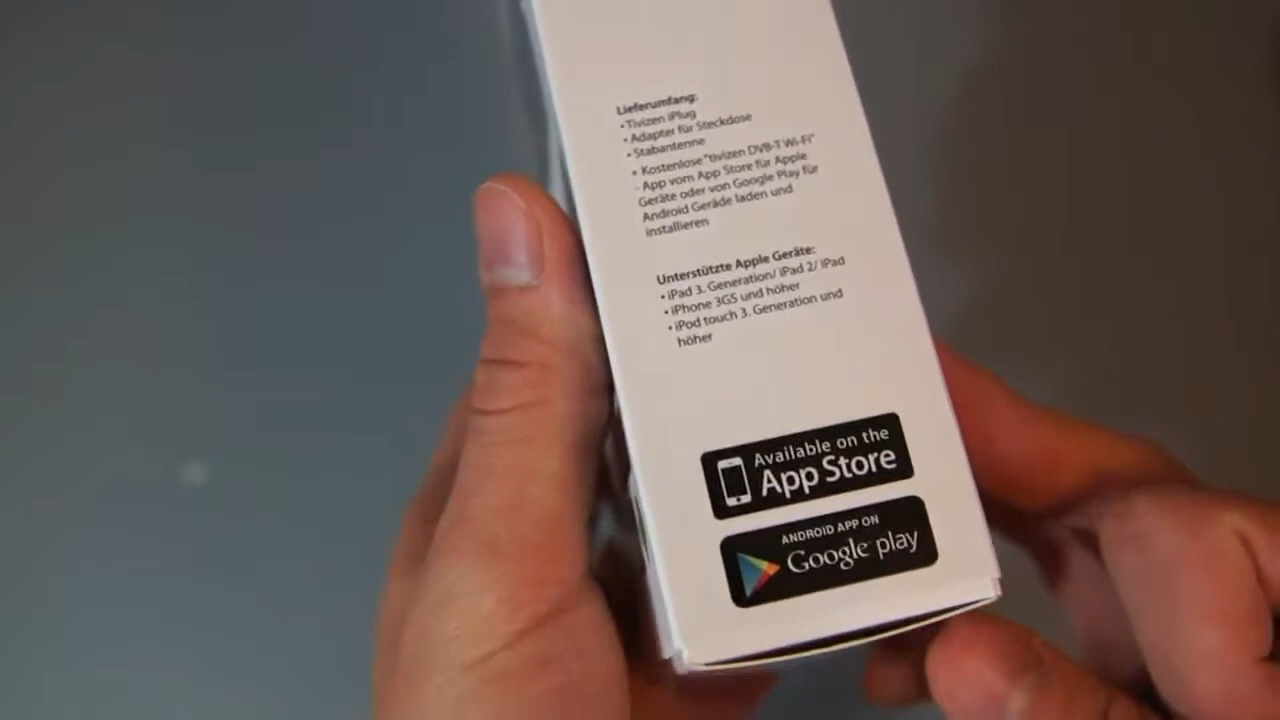 Lieferumfang:
• Tivizen iPlug
• Adapter für Steckdose
• Stabantenne
• Kostenlose "tivizen DVB-T Wi-Fi"
- App vom App Store für Apple
Geräte oder von Google Play für
Android Geräde laden und
installieren
Unterstützte Apple Geräte:
• iPad 3. Generation/ iPad 2/ iPad
• iPhone 3GS und höher
• iPod touch 3. Generation und
höher
Available on the
App Store
ANDROID APP ON
Google play